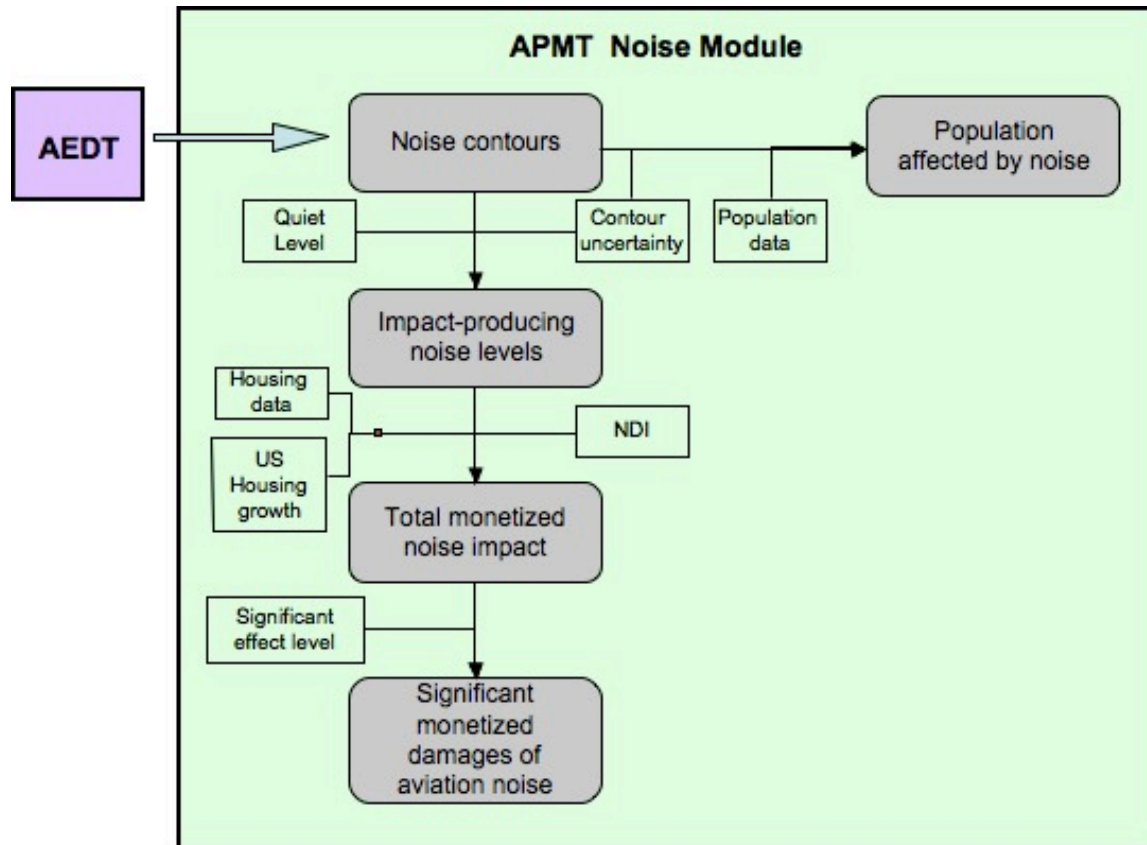 APMT Noise Module
AEDT
Noise contours
Population
affected by noise
Quiet
Level
Contour
uncertainty
Population
data
Impact-producing
noise levels
Housing
data
NDI
US
Housing
growth
Total monetized
noise impact
Significant
effect level
Significant
monetized
damages of
aviation noise